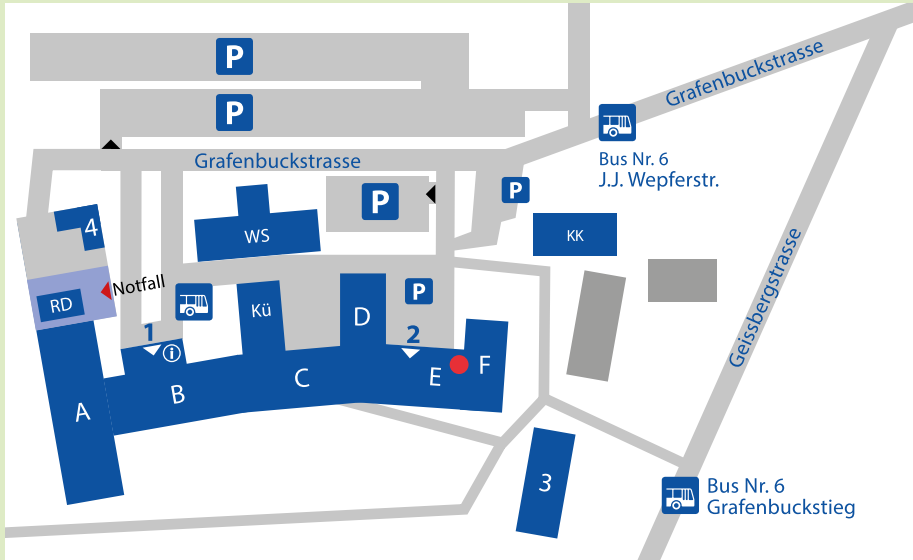 P
P
Grafenbuckstrasse
Bus Nr. 6
J.J. Wepferstr.
Grafenbuckstrasse
P
P
4
WS
KK
Notfall
RD
P
Kü
D
1
i
2
Geissbergstrasse
A
B
C
E
F
3
Bus Nr. 6
Grafenbuckstieg